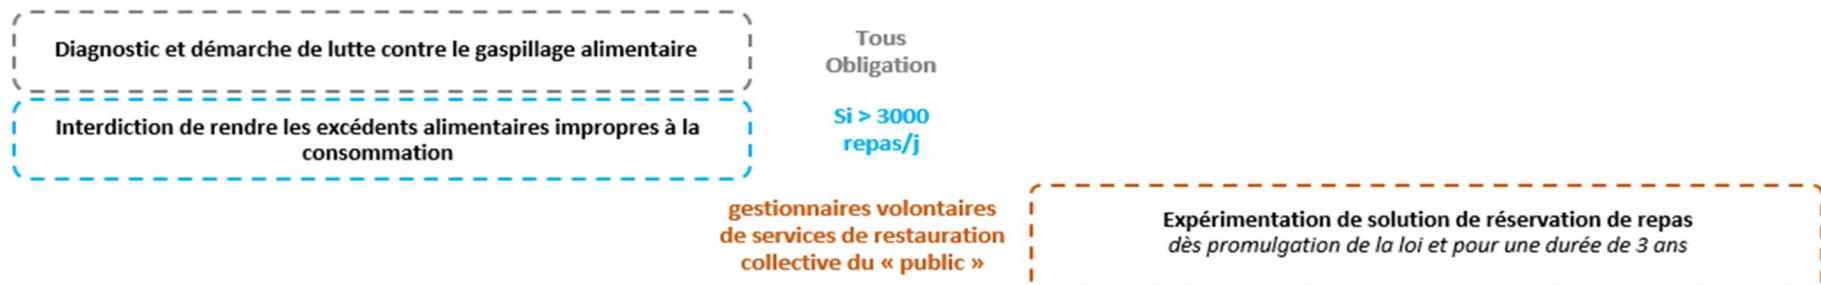 Diagnostic et démarche de lutte contre le gaspillage alimentaire
Tous
Obligation
Interdiction de rendre les excédents alimentaires impropres à la
consommation
Si > 3000
repas/j
gestionnaires volontaires
de services de restauration
collective du « public »
Expérimentation de solution de réservation de repas
dès promulgation de la loi et pour une durée de 3 ans